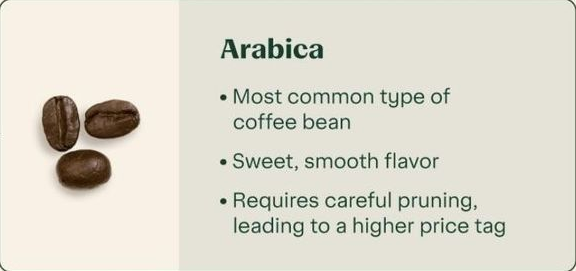 Arabica
• Most common type of
coffee bean
• Sweet, smooth flavor
• Requires careful pruning,
leading to a higher price tag